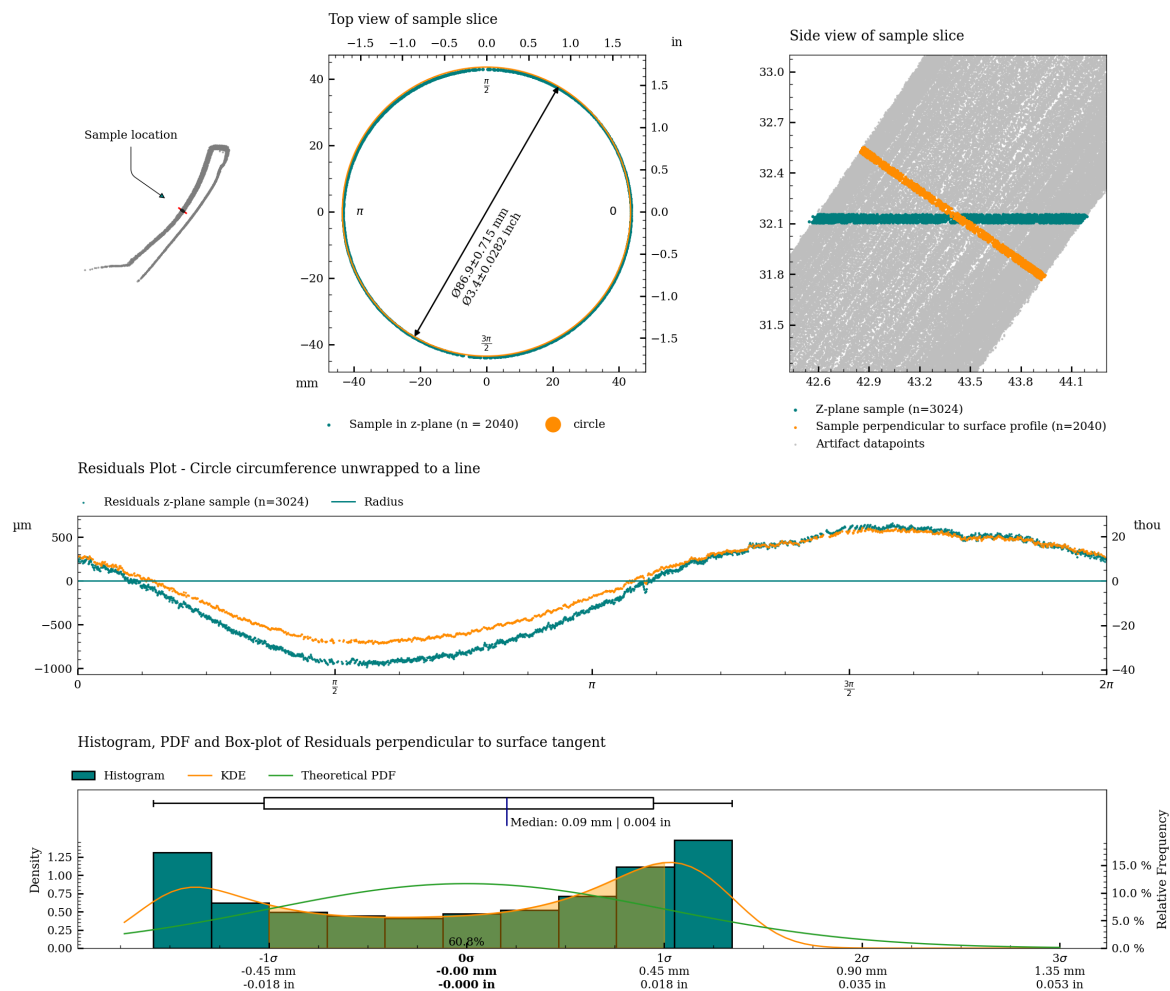 Top view of sample slice
−1.5 −1.0 −0.5 0.0 0.5 1.0 1.5 in
Side view of sample slice
Sample location
40
20
0
−20
−40
mm
−40 −20 0 20 40
1.5
1.0
0.5
0.0
−0.5
−1.0
−1.5
π/2
π
0
3π/2
Ø86.9±0.715 mm
Ø3.4±0.0282 inch
Sample in z-plane (n = 2040) circle
33.0
32.7
32.4
32.1
31.8
31.5
42.6 42.9 43.2 43.5 43.8 44.1
Z-plane sample (n=3024)
Sample perpendicular to surface profile (n=2040)
Artifact datapoints
Residuals Plot - Circle circumference unwrapped to a line
Residuals z-plane sample (n=3024) Radius
µm
thou
500
0
−500
−1000
20
0
−20
−40
0 π/2 π 3π/2 2π
Histogram, PDF and Box-plot of Residuals perpendicular to surface tangent
Histogram KDE Theoretical PDF
Median: 0.09 mm | 0.004 in
Density
1.25
1.00
0.75
0.50
0.25
0.00
Relative Frequency
15.0 %
10.0 %
5.0 %
0.0 %
60.8%
-1σ 0σ 1σ 2σ 3σ
-0.45 mm -0.00 mm 0.45 mm 0.90 mm 1.35 mm
-0.018 in -0.000 in 0.018 in 0.035 in 0.053 in